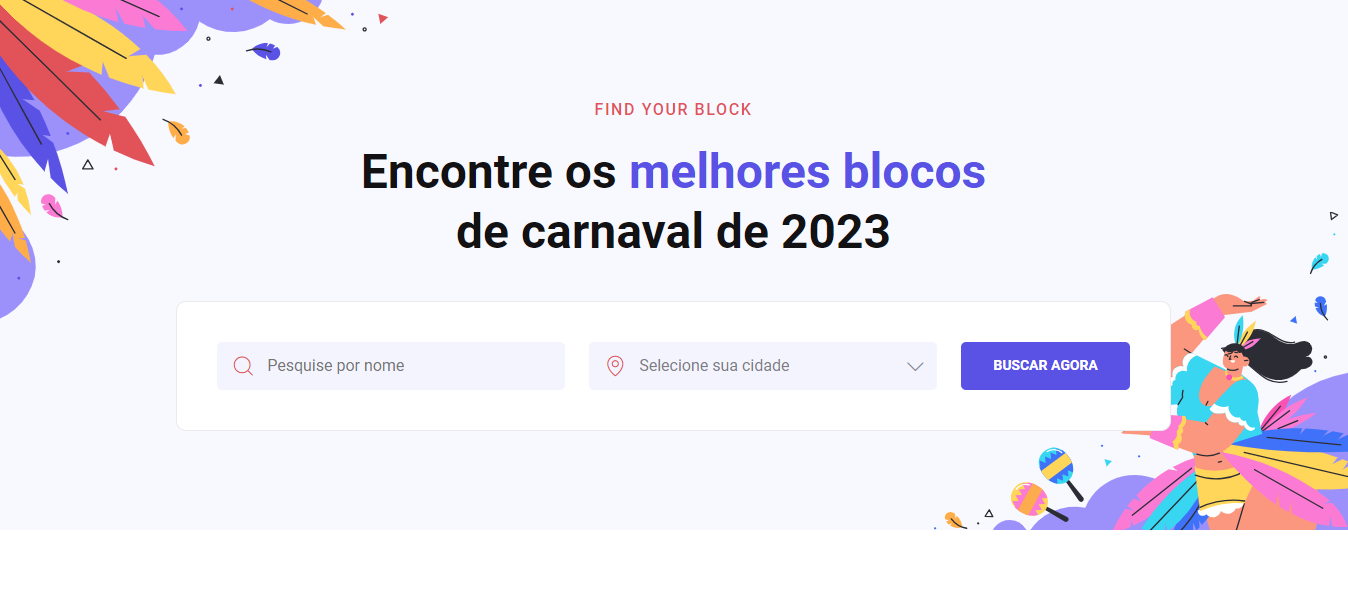 FIND YOUR BLOCK
Encontre os melhores blocos
de carnaval de 2023
Pesquise por nome
Selecione sua cidade
BUSCAR AGORA